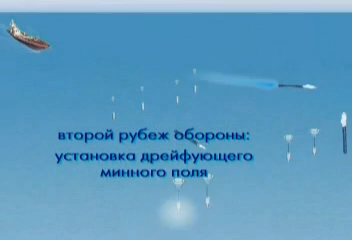 второй рубеж обороны:
установка дрейфующего
минного поля